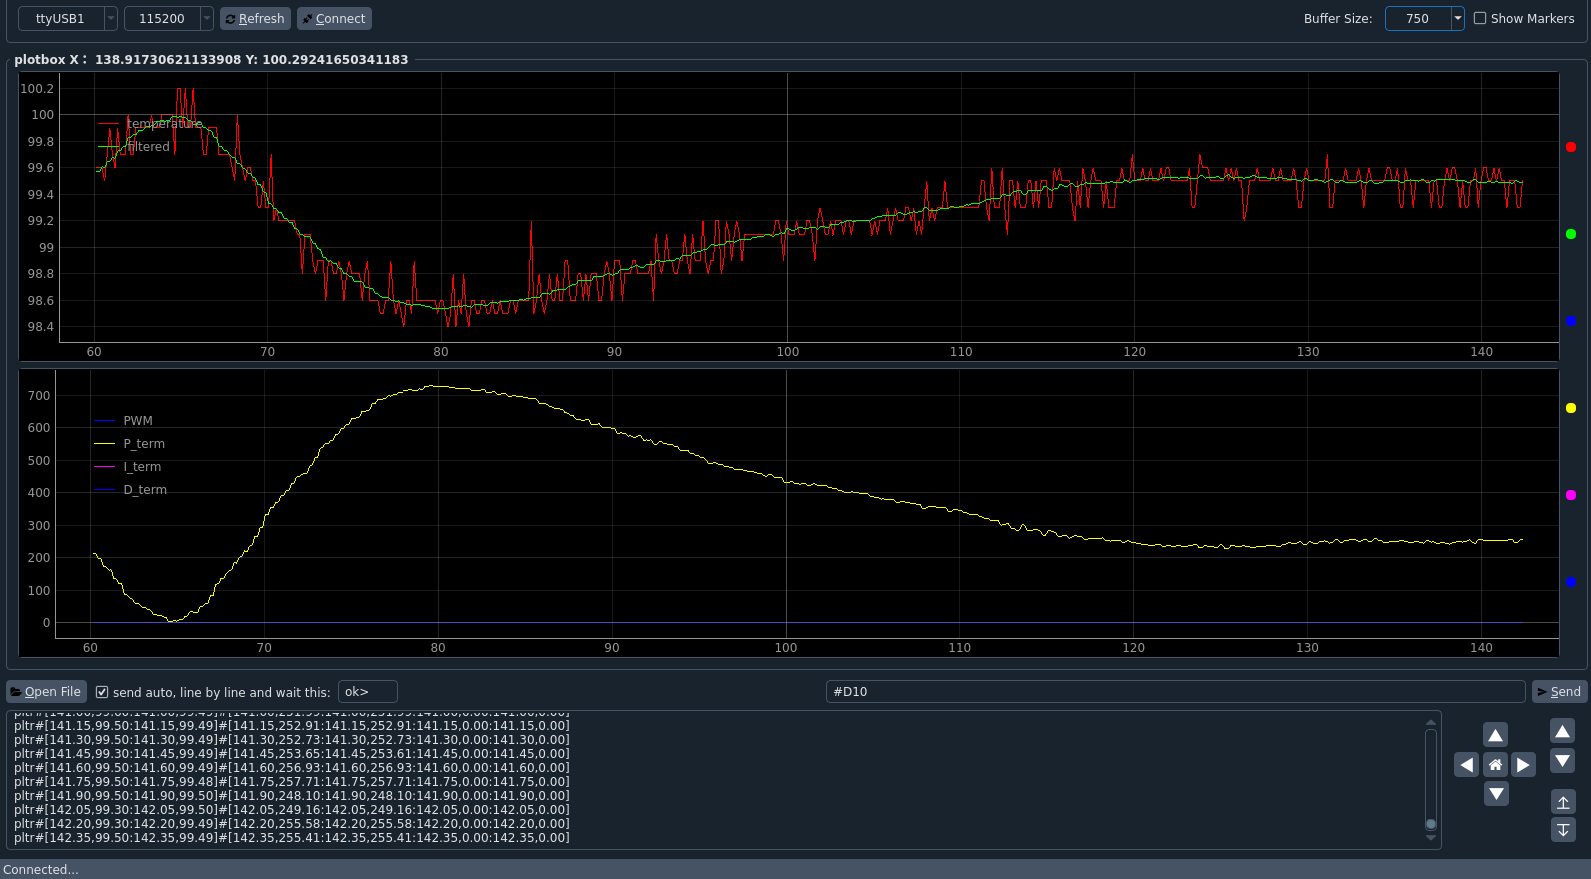 ttyUSB1 115200 Refresh Connect Buffer Size: 750 Show Markers
plotbox X : 138.91730621133908 Y: 100.29241650341183
100.2
100
99.8
99.6
99.4
99.2
99
98.8
98.6
98.4
temperature
filtered
60 70 80 90 100 110 120 130 140
700
600
500
400
300
200
100
0
PWM
P_term
I_term
D_term
60 70 80 90 100 110 120 130 140
Open File send auto, line by line and wait this: ok> #D10 Send
pltr#[141.15,99.50:141.15,99.49]#[141.15,252.91:141.15,252.91:141.15,0.00:141.15,0.00]
pltr#[141.30,99.50:141.30,99.49]#[141.30,252.73:141.30,252.73:141.30,0.00:141.30,0.00]
pltr#[141.45,99.30:141.45,99.49]#[141.45,253.65:141.45,253.61:141.45,0.00:141.45,0.00]
pltr#[141.60,99.50:141.60,99.49]#[141.60,256.93:141.60,256.93:141.60,0.00:141.60,0.00]
pltr#[141.75,99.50:141.75,99.48]#[141.75,257.71:141.75,257.71:141.75,0.00:141.75,0.00]
pltr#[141.90,99.50:141.90,99.50]#[141.90,248.10:141.90,248.10:141.90,0.00:141.90,0.00]
pltr#[142.05,99.30:142.05,99.50]#[142.05,249.16:142.05,249.16:142.05,0.00:142.05,0.00]
pltr#[142.20,99.30:142.20,99.49]#[142.20,255.58:142.20,255.58:142.20,0.00:142.20,0.00]
pltr#[142.35,99.50:142.35,99.49]#[142.35,255.41:142.35,255.41:142.35,0.00:142.35,0.00]
Connected...